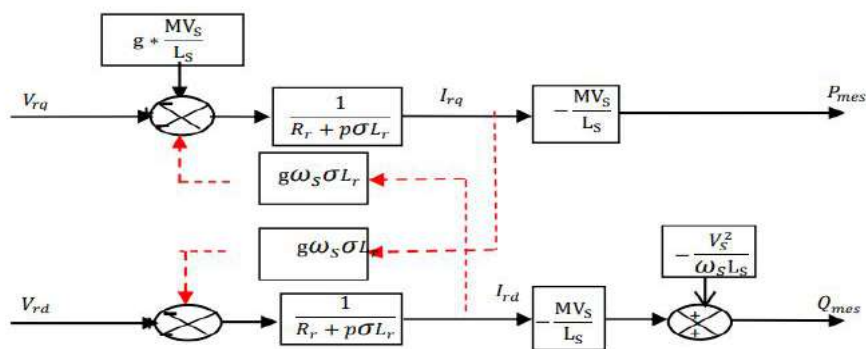 g * MV_S / L_S
V_rq
+
−
−
1 / (R_r + pσL_r)
I_rq
− MV_S / L_S
P_mes
gω_SσL_r
gω_SσL_r
− V_S^2 / (ω_S L_S)
V_rd
−
−
1 / (R_r + pσL_r)
I_rd
− MV_S / L_S
+
+
Q_mes